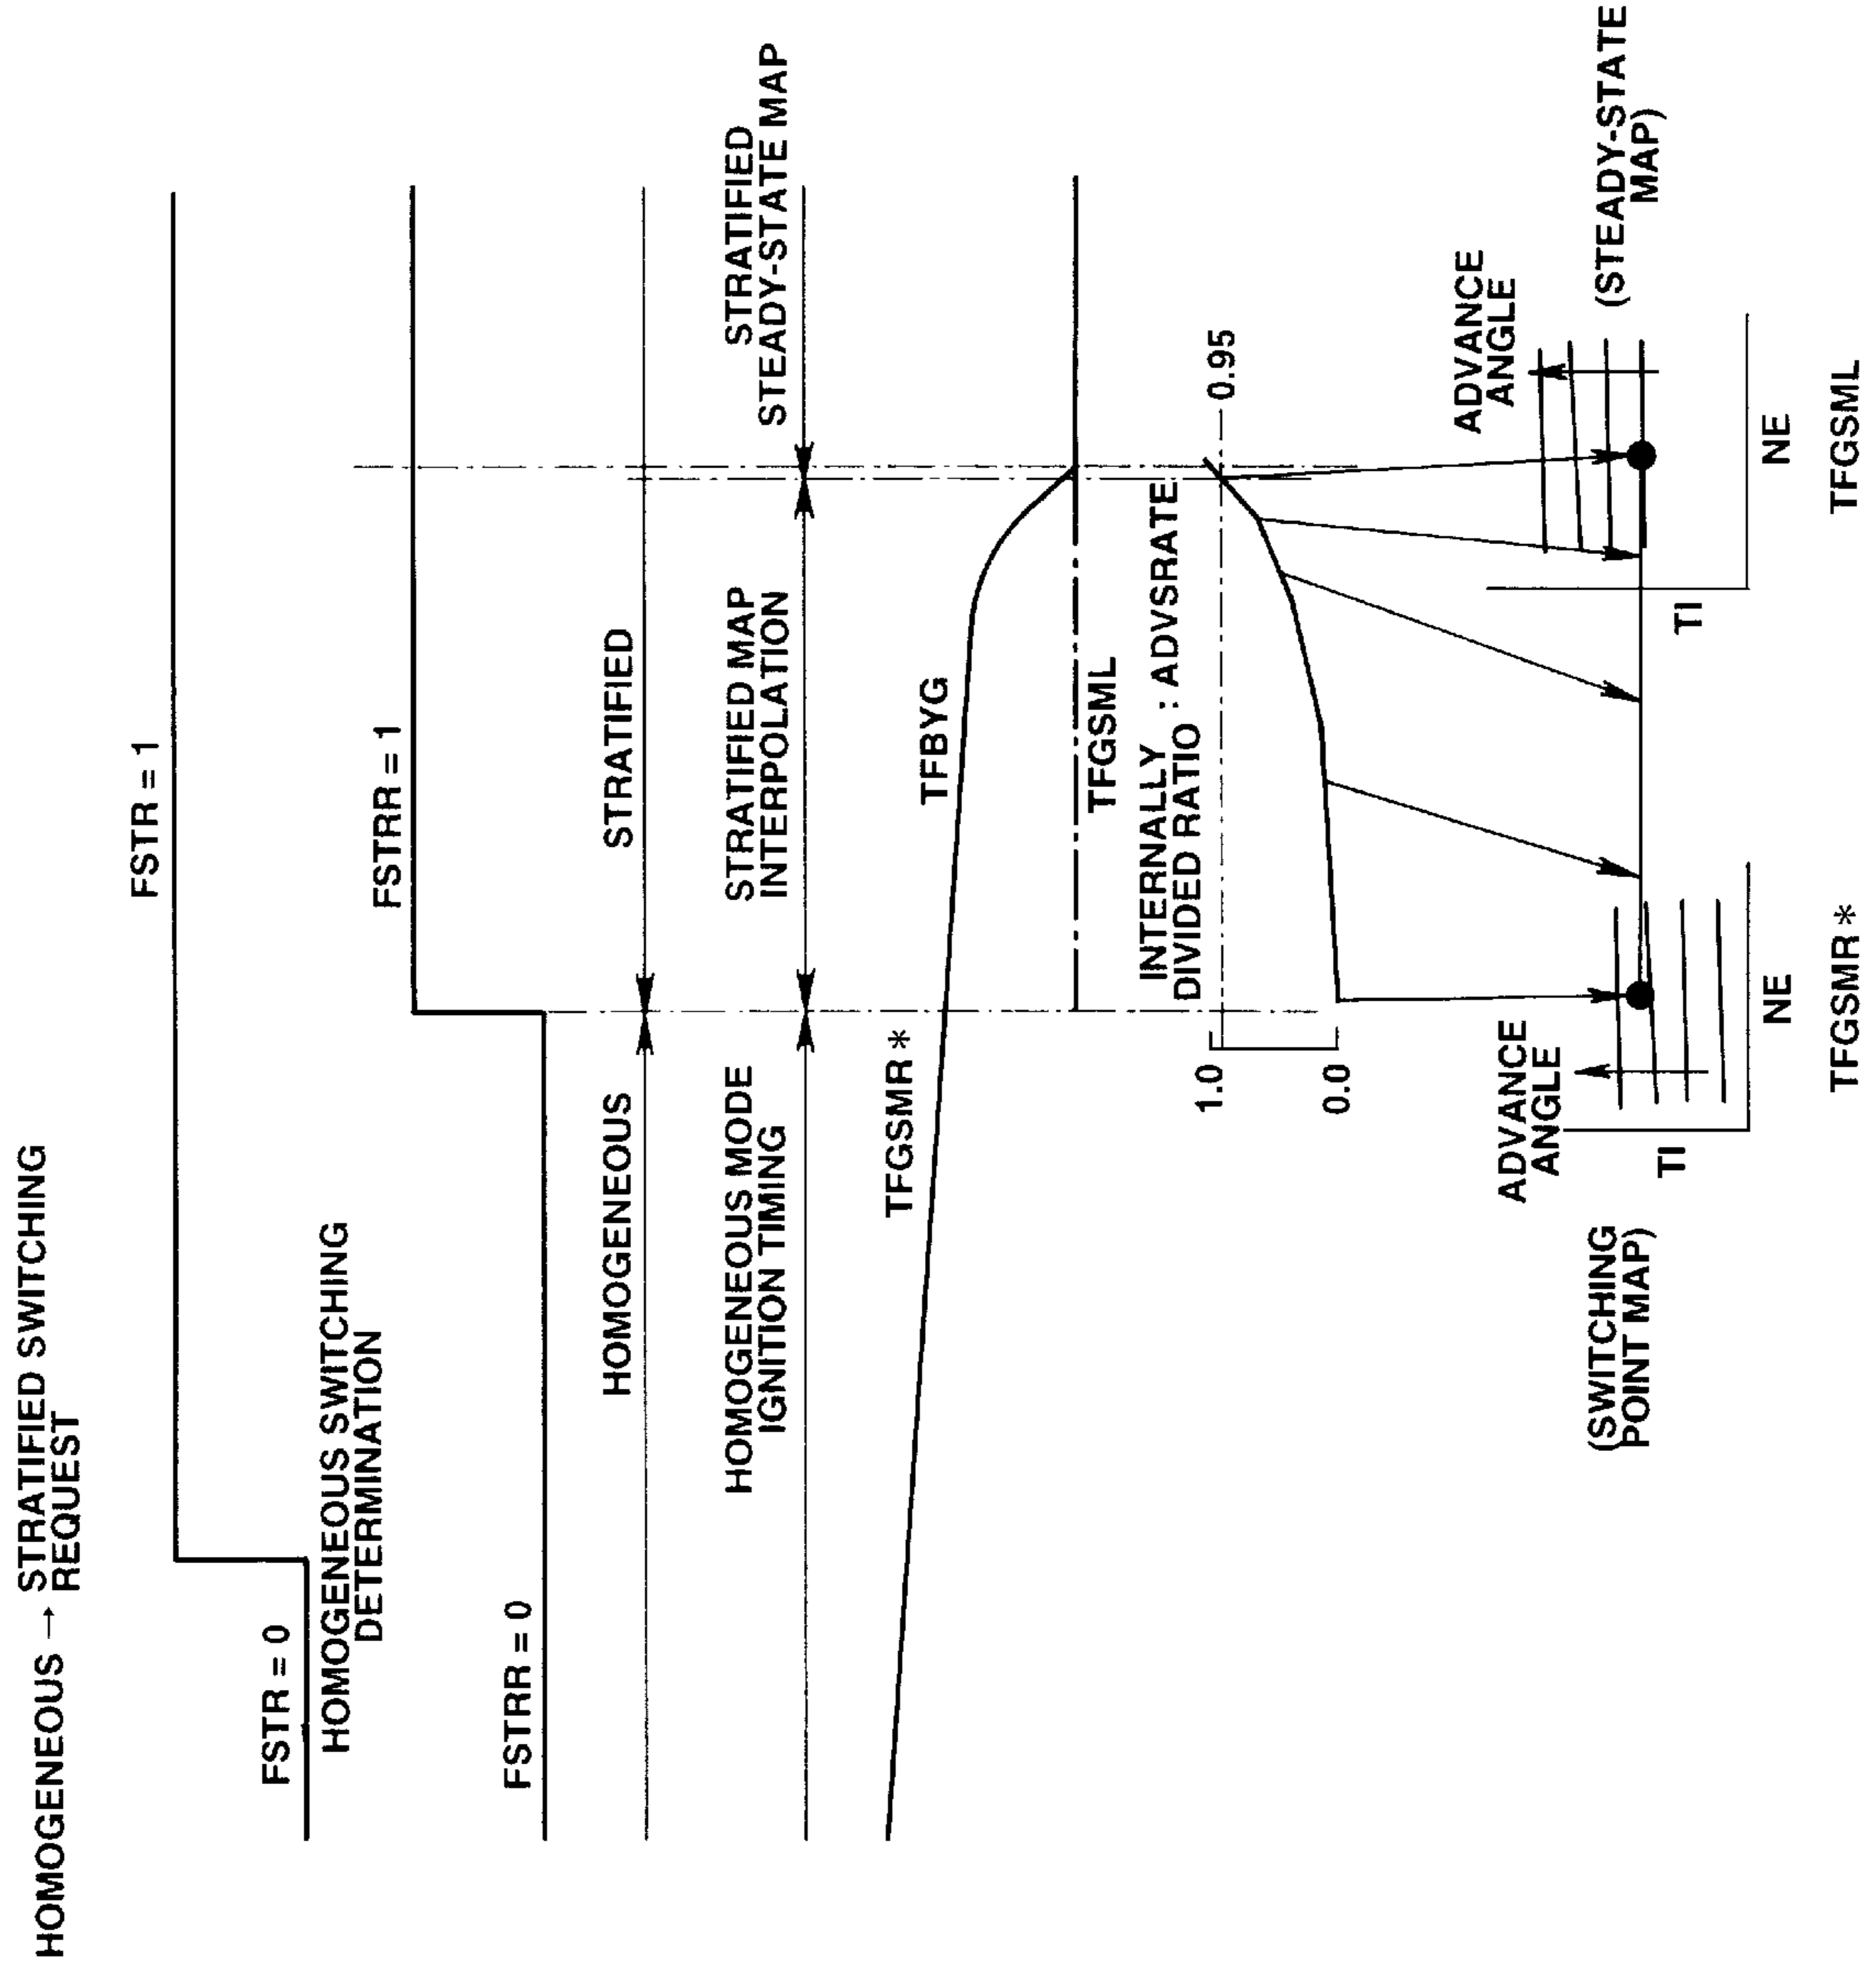 HOMOGENEOUS → STRATIFIED SWITCHING
REQUEST
FSTR = 1
FSTR = 0
HOMOGENEOUS SWITCHING
DETERMINATION
FSTRR = 1
FSTRR = 0
HOMOGENEOUS
STRATIFIED
HOMOGENEOUS MODE
IGNITION TIMING
STRATIFIED MAP
INTERPOLATION
STRATIFIED
STEADY-STATE MAP
TFGSMR *
TFBYG
TFGSML
INTERNALLY
DIVIDED RATIO : ADVSRATE
1.0
0.95
0.0
ADVANCE
ANGLE
ADVANCE
ANGLE
(SWITCHING
POINT MAP)
(STEADY-STATE
MAP)
TI
TI
NE
NE
TFGSMR *
TFGSML